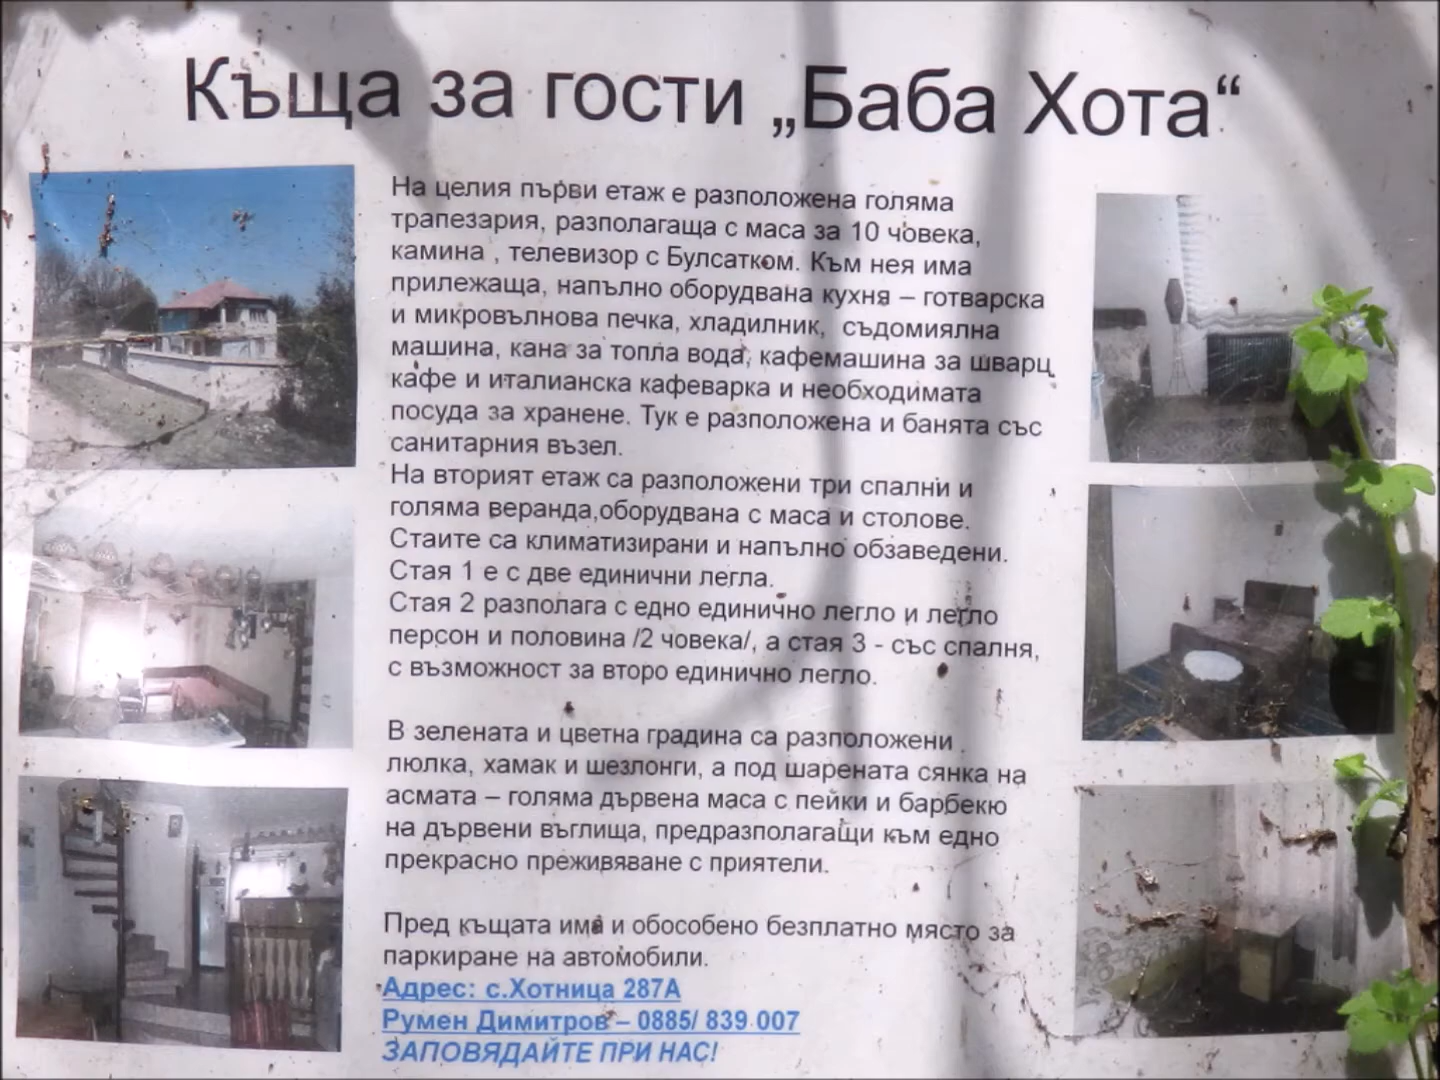 Къща за гости „Баба Хота“
На целия първи етаж е разположена голяма
трапезария, разполагаща с маса за 10 човека,
камина , телевизор с Булсатком. Към нея има
прилежаща, напълно оборудвана кухня – готварска
и микровълнова печка, хладилник, съдомиялна
машина, кана за топла вода, кафемашина за шварц
кафе и италианска кафеварка и необходимата
посуда за хранене. Тук е разположена и банята със
санитарния възел.
На вторият етаж са разположени три спални и
голяма веранда,оборудвана с маса и столове.
Стаите са климатизирани и напълно обзаведени.
Стая 1 е с две единични легла.
Стая 2 разполага с едно единично легло и легло
персон и половина /2 човека/, а стая 3 - със спалня,
с възможност за второ единично легло.
В зелената и цветна градина са разположени
люлка, хамак и шезлонги, а под шарената сянка на
асмата – голяма дървена маса с пейки и барбекю
на дървени въглища, предразполагащи към едно
прекрасно преживяване с приятели.
Пред къщата има и обособено безплатно място за
паркиране на автомобили.
Адрес: с.Хотница 287А
Румен Димитров – 0885/ 839 007
ЗАПОВЯДАЙТЕ ПРИ НАС!